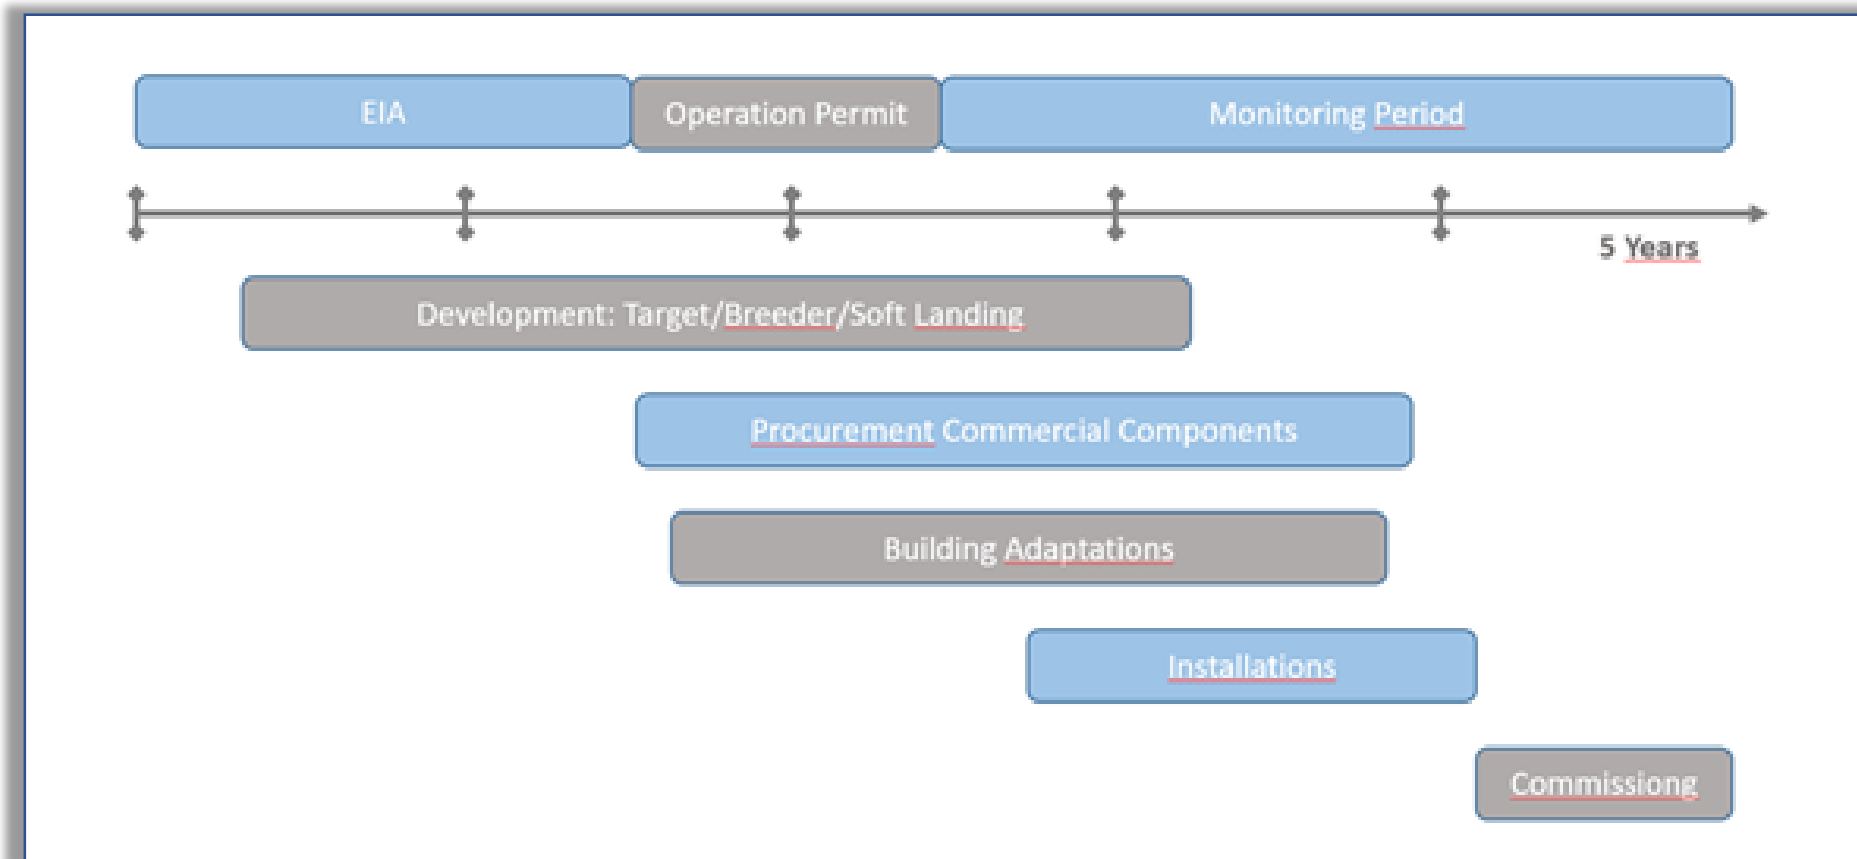 EIA
Operation Permit
Monitoring Period
5 Years
Development: Target/Breeder/Soft Landing
Procurement Commercial Components
Building Adaptations
Installations
Commissiong